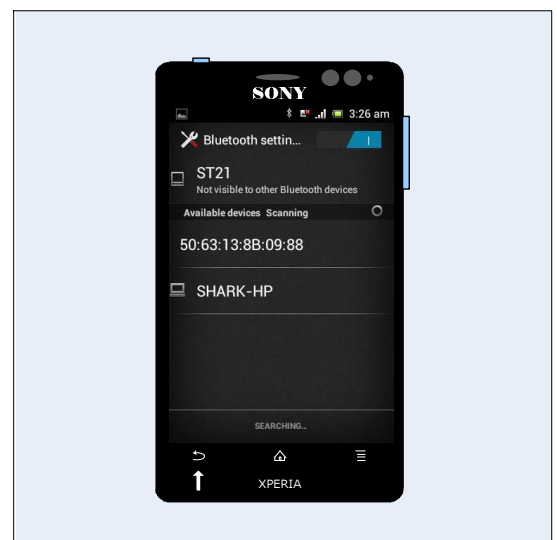 SONY
3:26 am
Bluetooth settin...
ST21
Not visible to other Bluetooth devices
Available devices Scanning
50:63:13:8B:09:88
SHARK-HP
SEARCHING...
XPERIA